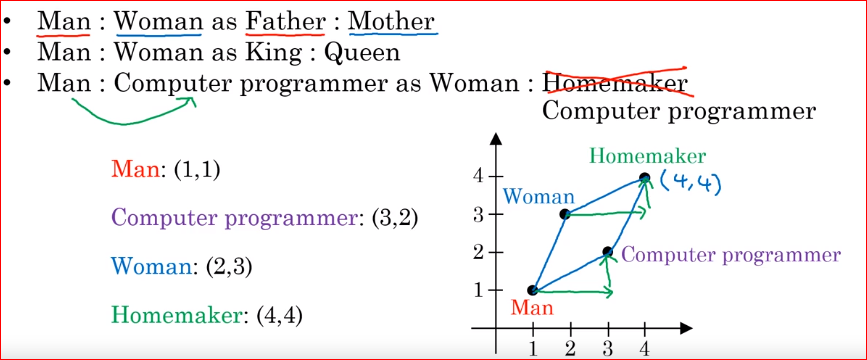 • Man : Woman as Father : Mother
• Man : Woman as King : Queen
• Man : Computer programmer as Woman : Homemaker
Computer programmer
Man: (1,1)
Computer programmer: (3,2)
Woman: (2,3)
Homemaker: (4,4)
Homemaker
4
(4,4)
Woman
3
2
Computer programmer
1
Man
1 2 3 4